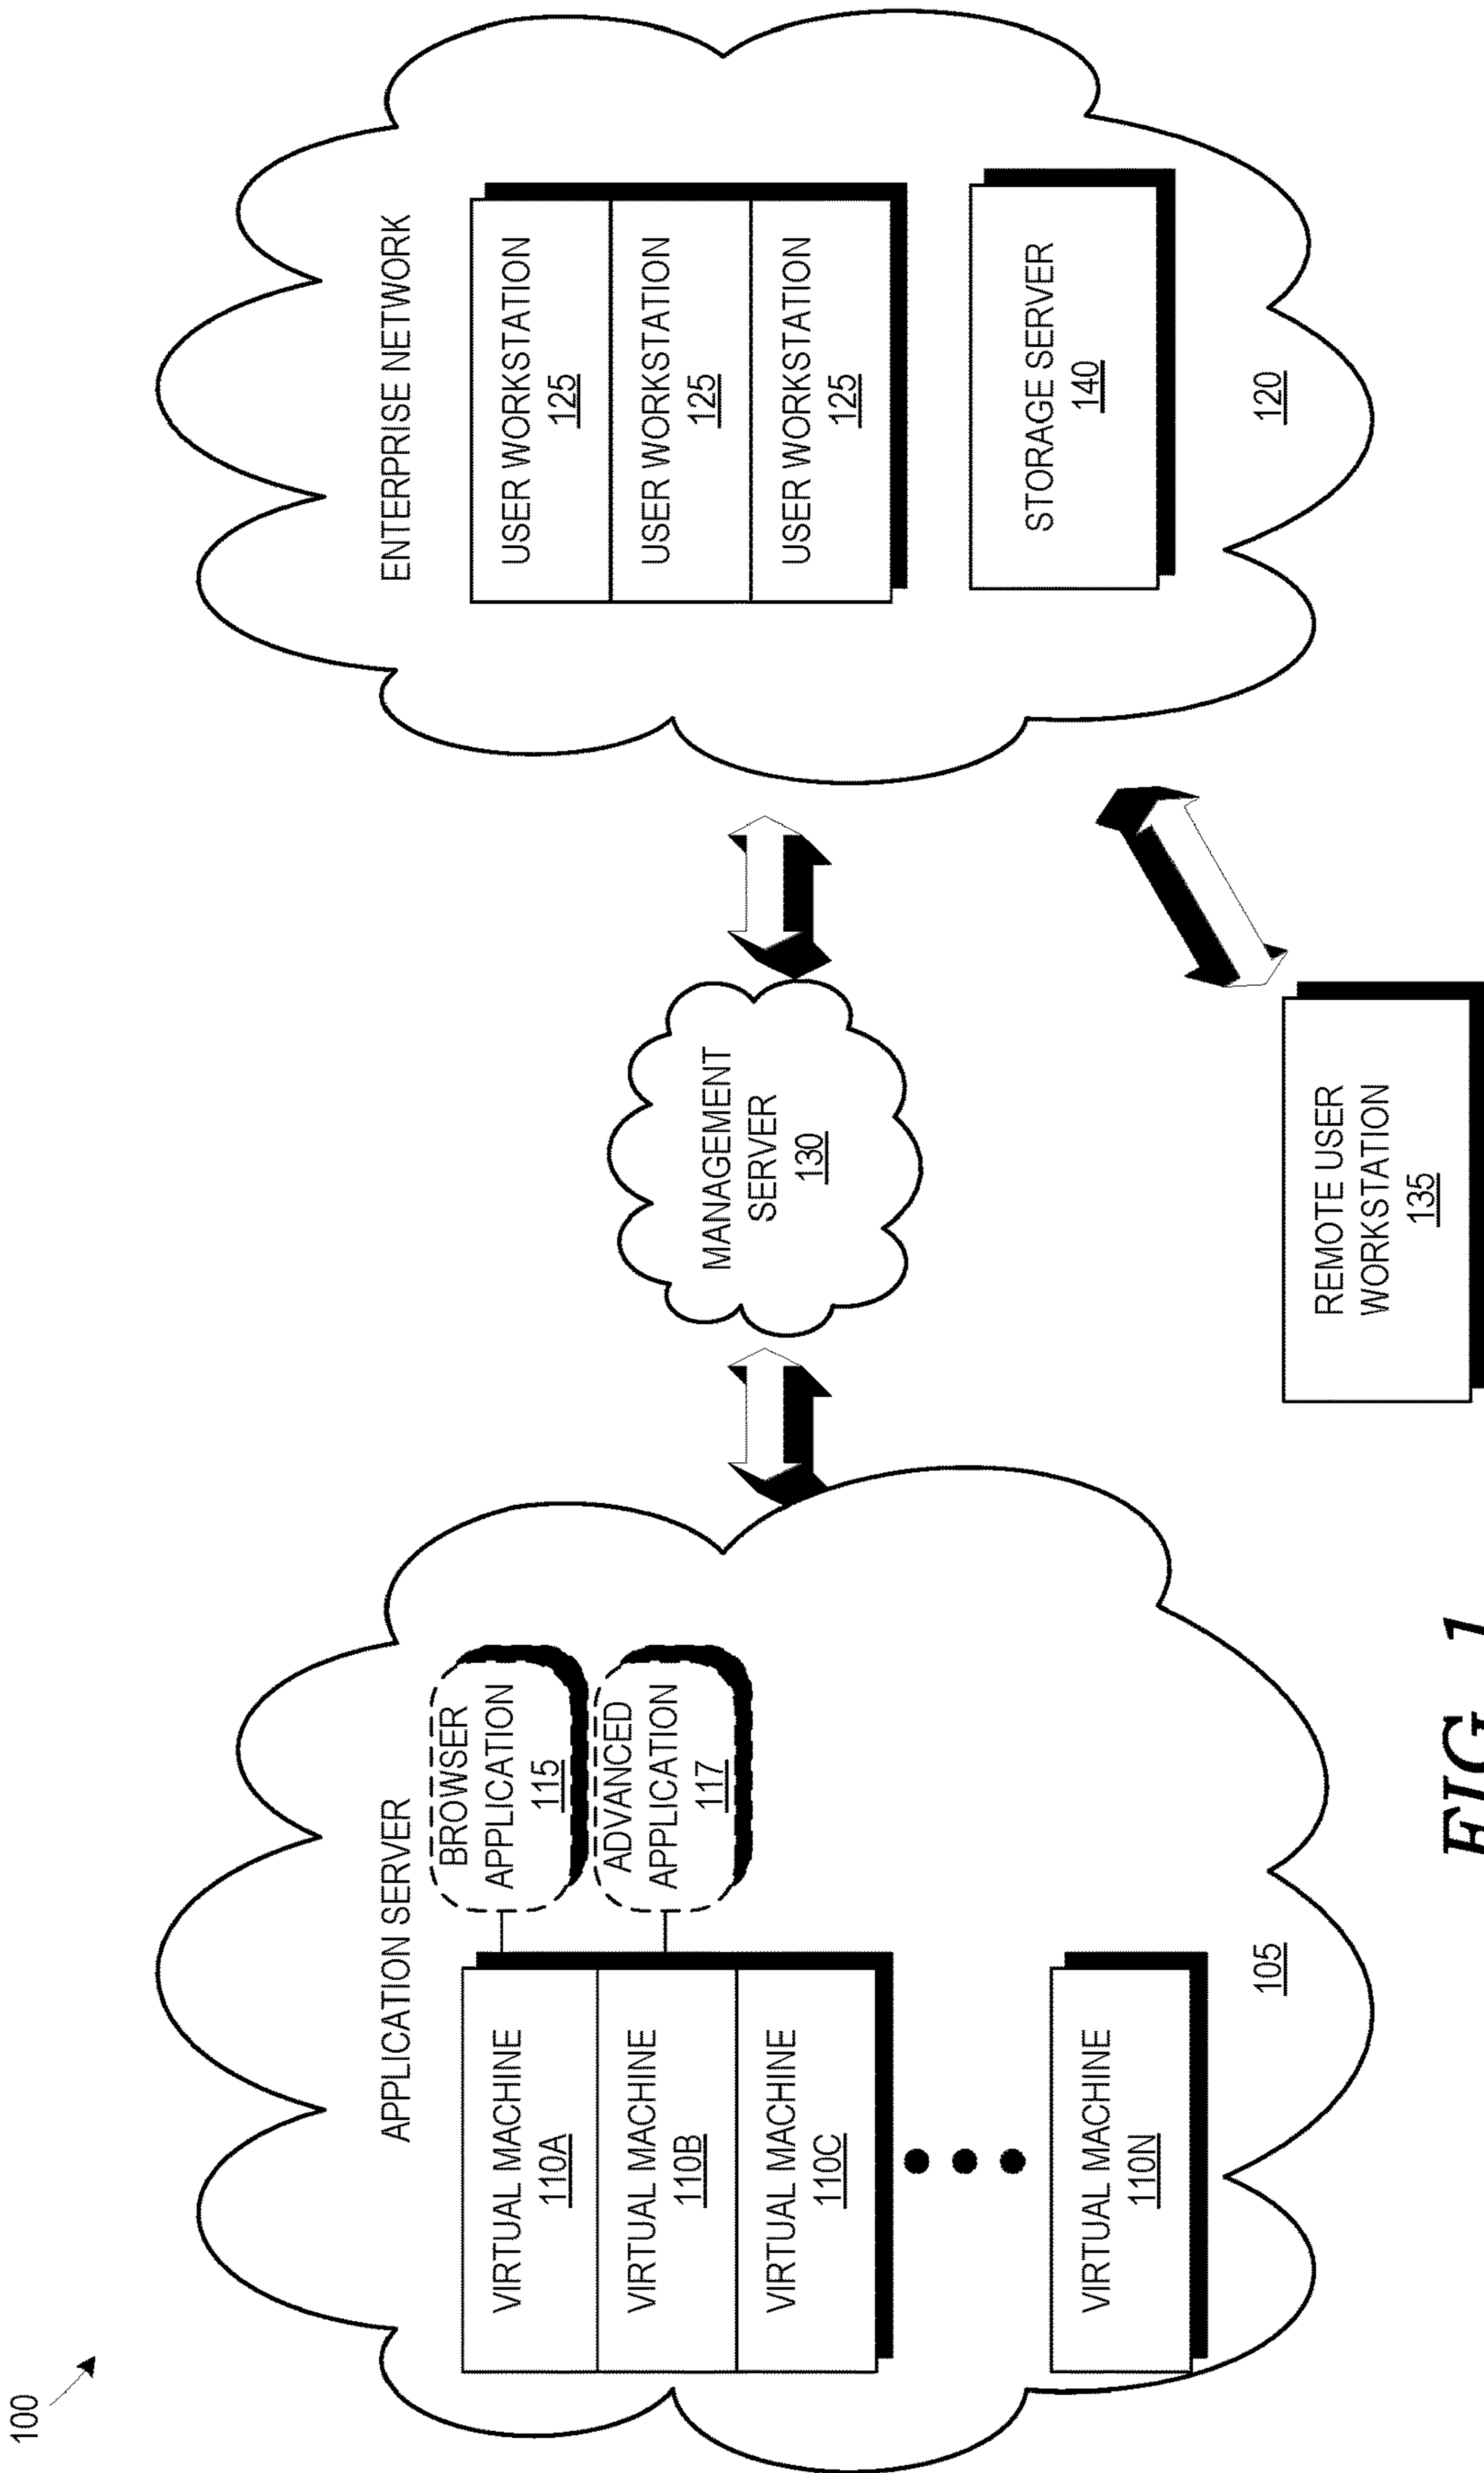 100
APPLICATION SERVER
VIRTUAL MACHINE
110A
VIRTUAL MACHINE
110B
VIRTUAL MACHINE
110C
VIRTUAL MACHINE
110N
BROWSER
APPLICATION
115
ADVANCED
APPLICATION
117
105
MANAGEMENT
SERVER
130
ENTERPRISE NETWORK
USER WORKSTATION
125
USER WORKSTATION
125
USER WORKSTATION
125
STORAGE SERVER
140
120
REMOTE USER
WORKSTATION
135
FIG. 1